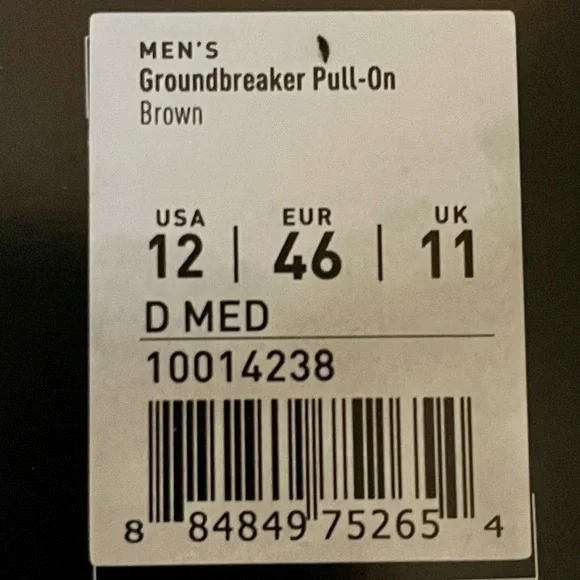 MEN'S
Groundbreaker Pull-On
Brown
USA EUR UK
12 | 46 | 11
D MED
10014238
8 84849 75265 4